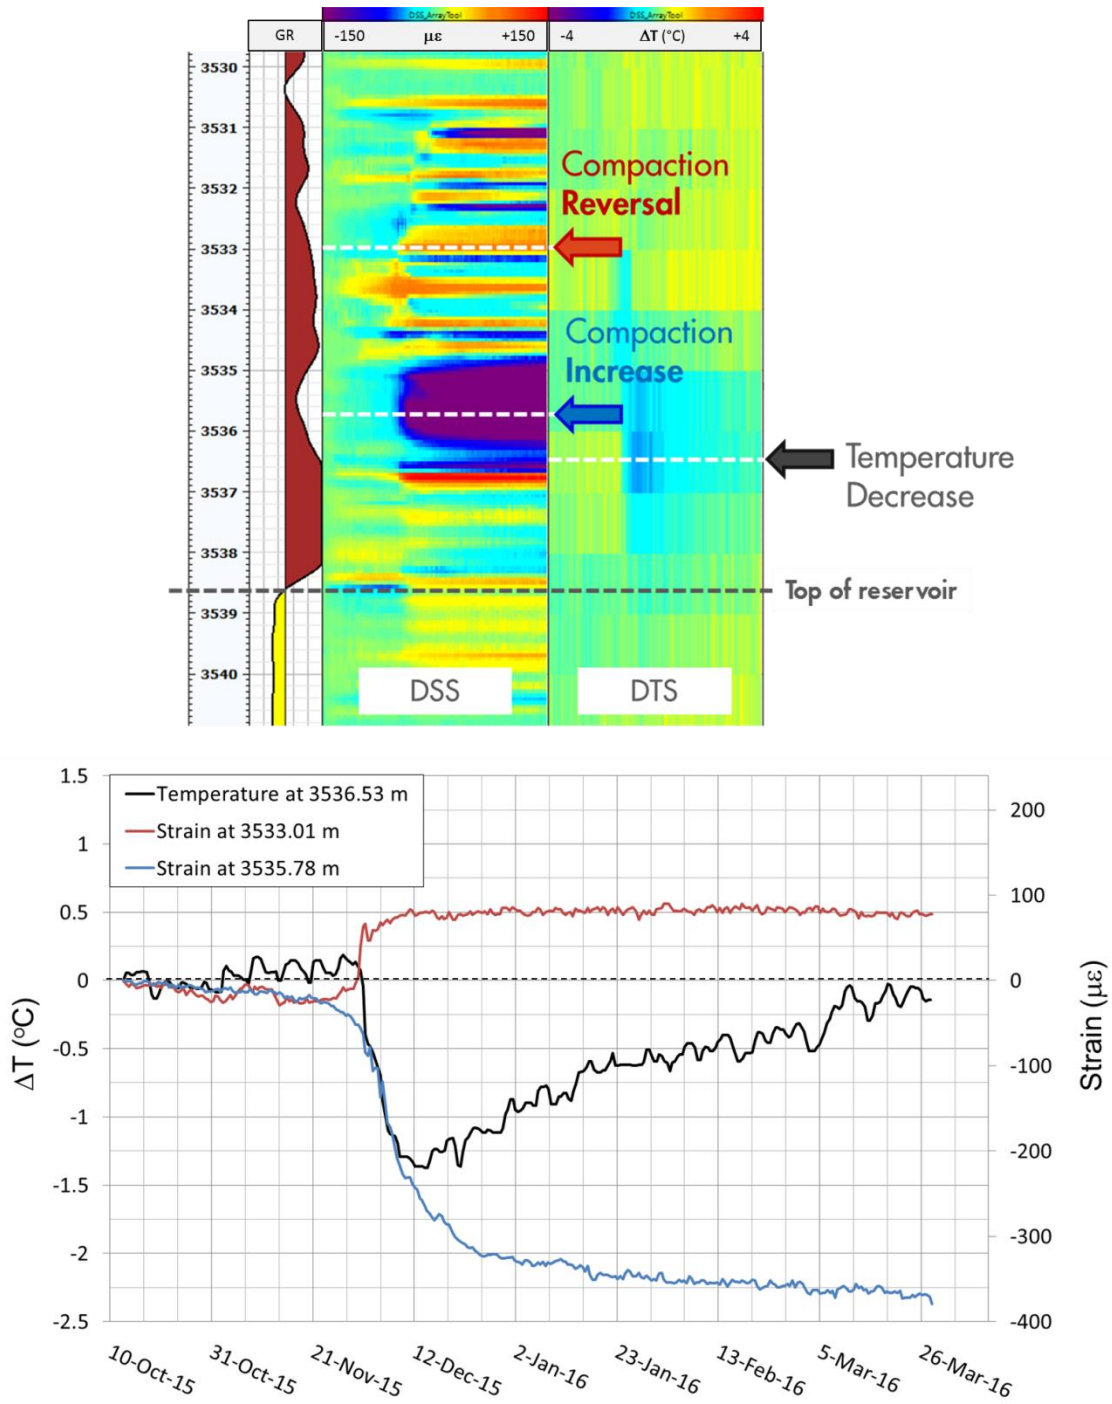 DSS_ArrayTool
DSS_ArrayTool
GR
-150 με +150
-4 ΔT (°C) +4
3530
3531
3532
3533
3534
3535
3536
3537
3538
3539
3540
Compaction
Reversal
Compaction
Increase
Temperature
Decrease
Top of reservoir
DSS
DTS
Temperature at 3536.53 m
Strain at 3533.01 m
Strain at 3535.78 m
1.5
1
0.5
0
-0.5
-1
-1.5
-2
-2.5
ΔT (°C)
200
100
0
-100
-200
-300
-400
Strain (με)
10-Oct-15
31-Oct-15
21-Nov-15
12-Dec-15
2-Jan-16
23-Jan-16
13-Feb-16
5-Mar-16
26-Mar-16